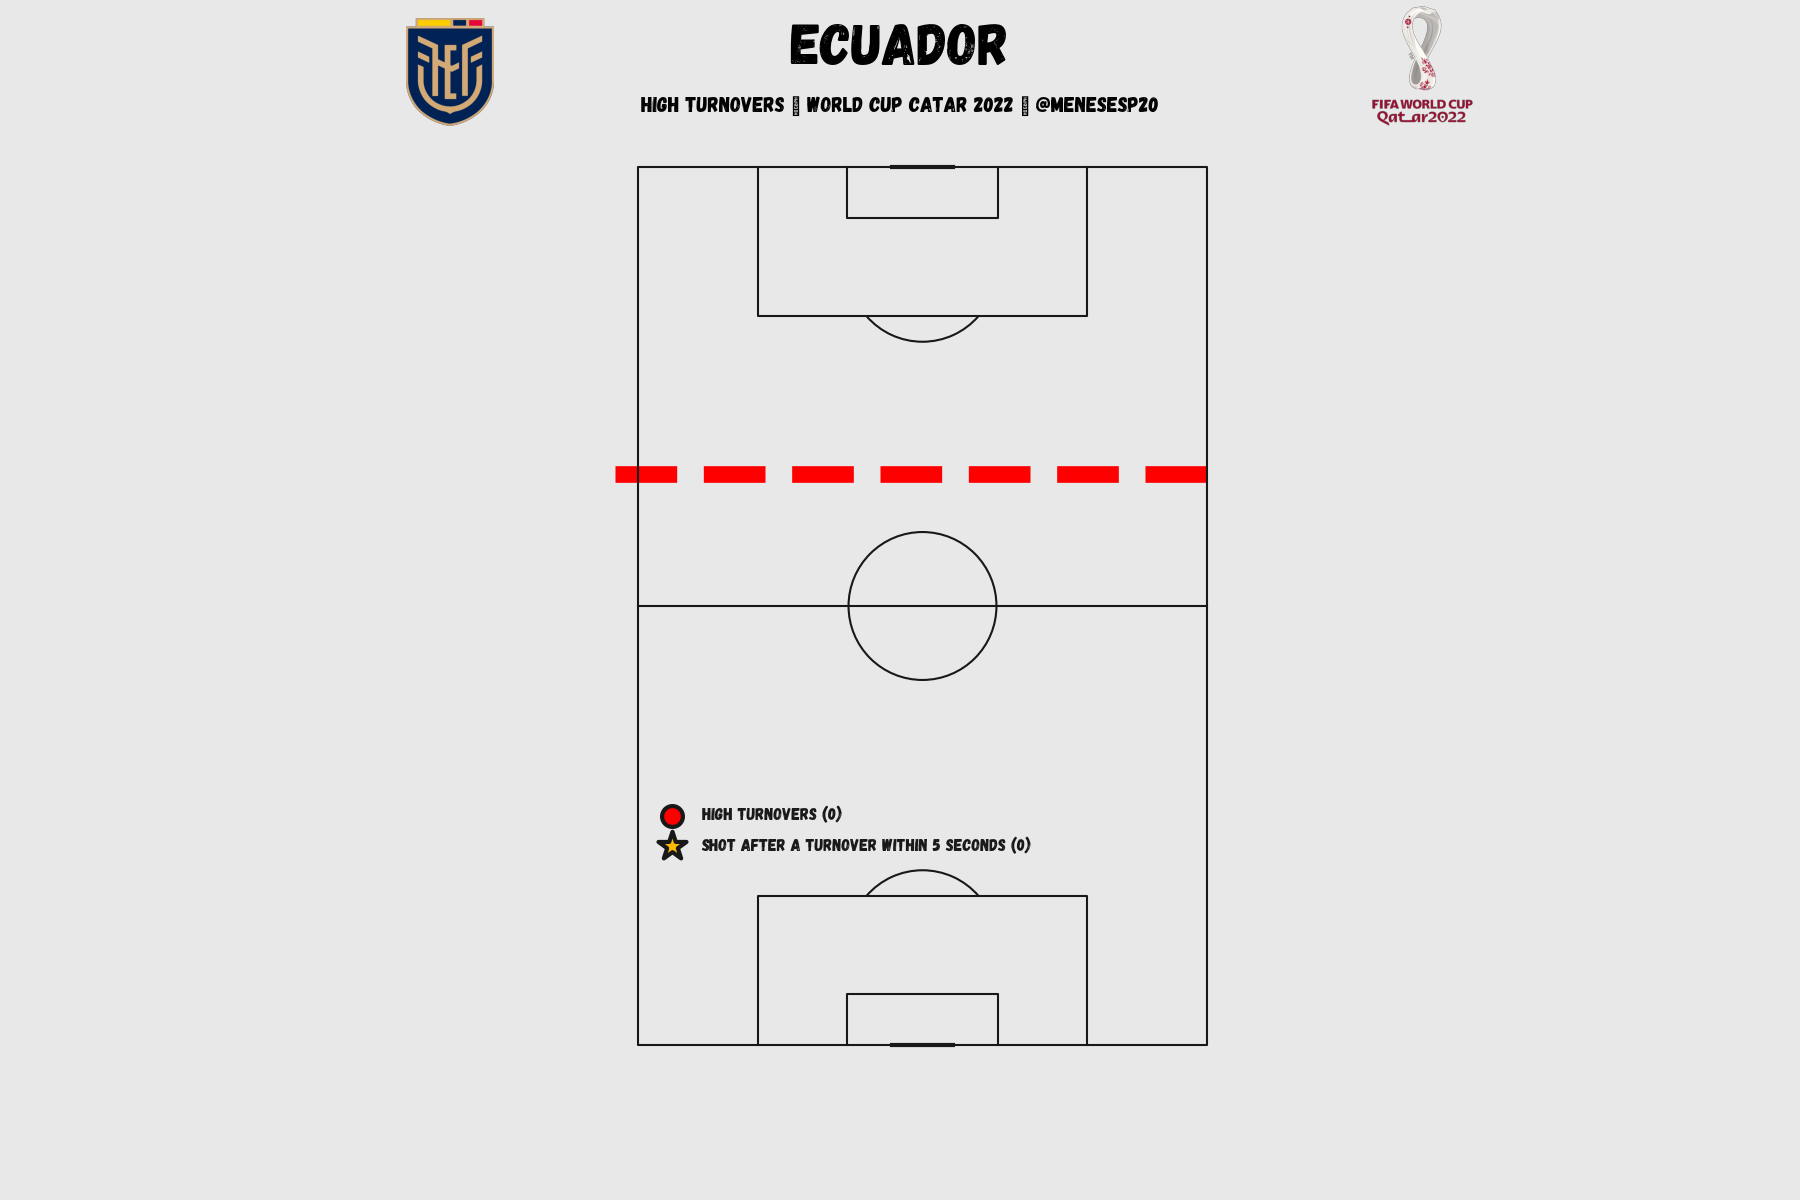 ECUADOR
HIGH TURNOVERS ▯ WORLD CUP CATAR 2022 ▯ @MENESESP20
FIFA WORLD CUP
Qatar2022
HIGH TURNOVERS (0)
SHOT AFTER A TURNOVER WITHIN 5 SECONDS (0)